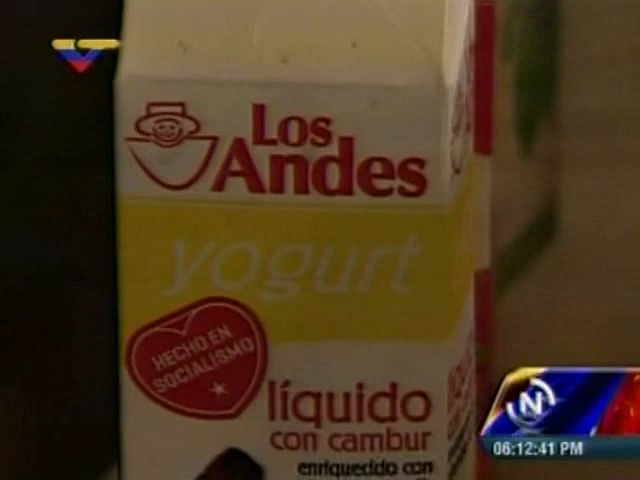 Los
Andes
yogurt
HECHO EN
SOCIALISMO
líquido
con cambur
enriquecido con
N
06:12:41 PM